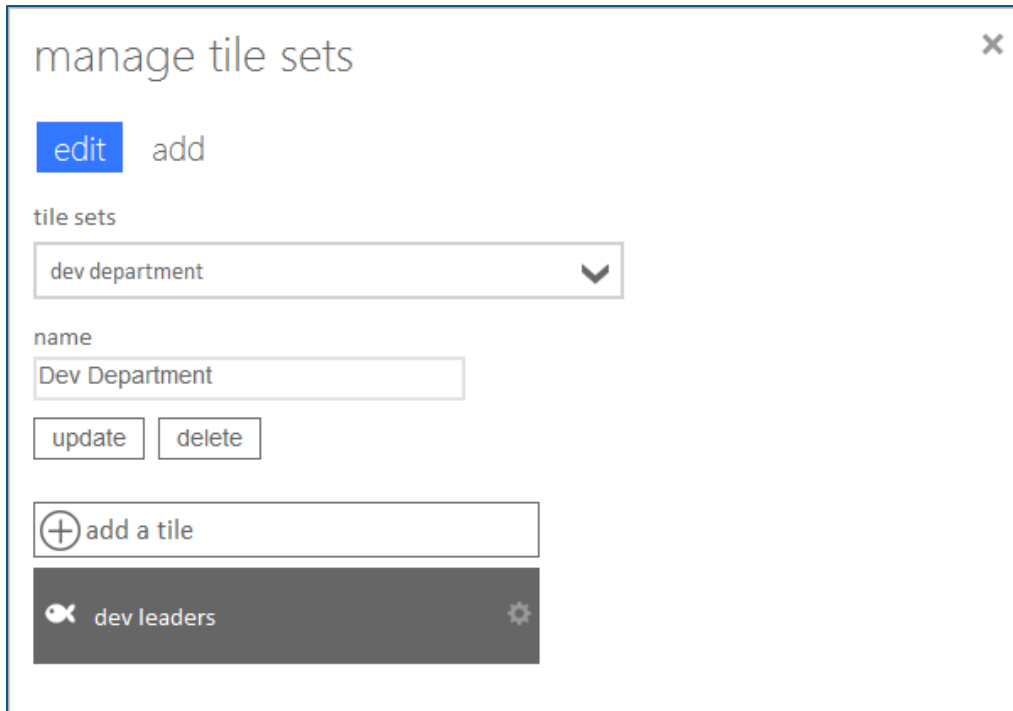 manage tile sets
edit add
tile sets
dev department
name
Dev Department
update delete
add a tile
dev leaders